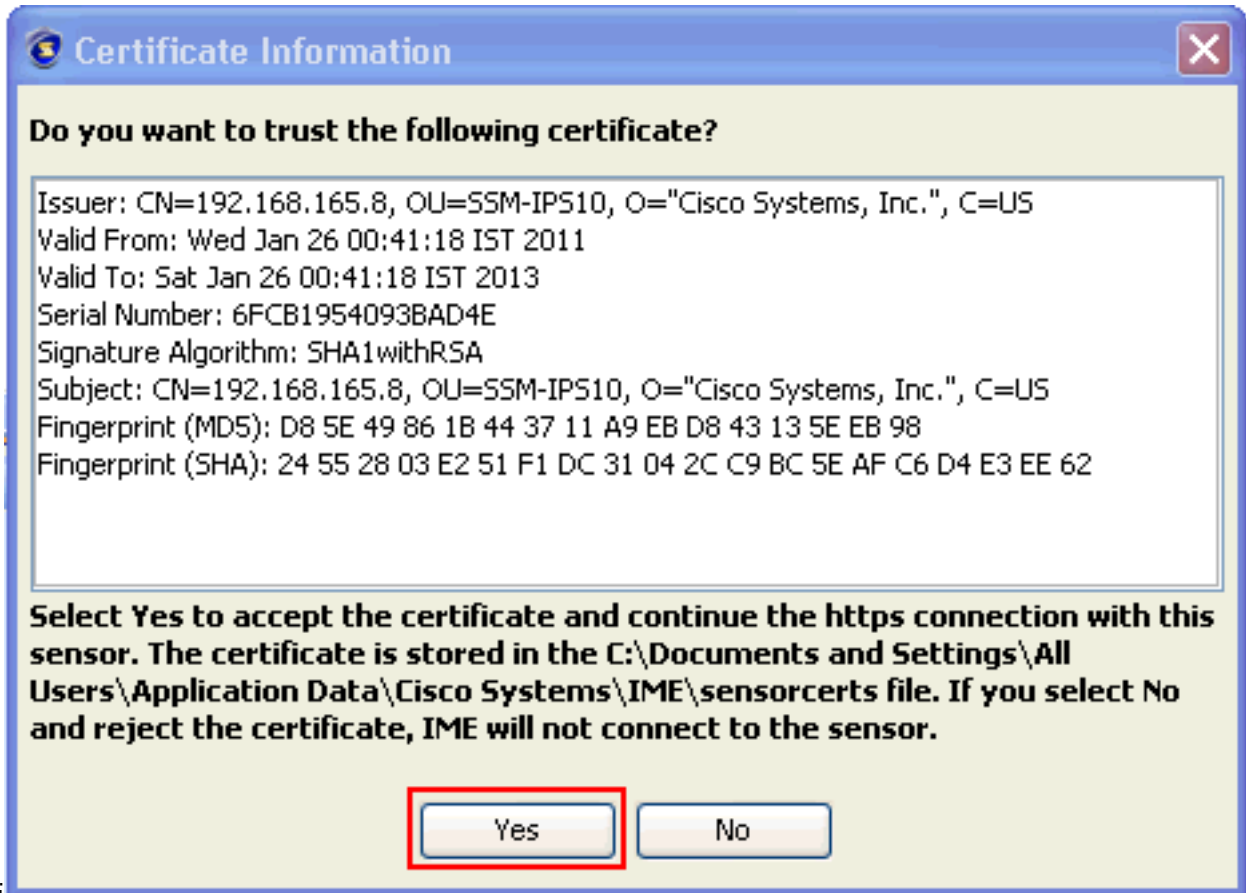 Certificate Information
Do you want to trust the following certificate?
Issuer: CN=192.168.165.8, OU=SSM-IPS10, O="Cisco Systems, Inc.", C=US
Valid From: Wed Jan 26 00:41:18 IST 2011
Valid To: Sat Jan 26 00:41:18 IST 2013
Serial Number: 6FCB1954093BAD4E
Signature Algorithm: SHA1withRSA
Subject: CN=192.168.165.8, OU=SSM-IPS10, O="Cisco Systems, Inc.", C=US
Fingerprint (MD5): D8 5E 49 86 1B 44 37 11 A9 EB D8 43 13 5E EB 98
Fingerprint (SHA): 24 55 28 03 E2 51 F1 DC 31 04 2C C9 BC 5E AF C6 D4 E3 EE 62
Select Yes to accept the certificate and continue the https connection with this
sensor. The certificate is stored in the C:\Documents and Settings\All
Users\Application Data\Cisco Systems\IME\sensorcerts file. If you select No
and reject the certificate, IME will not connect to the sensor.
Yes No